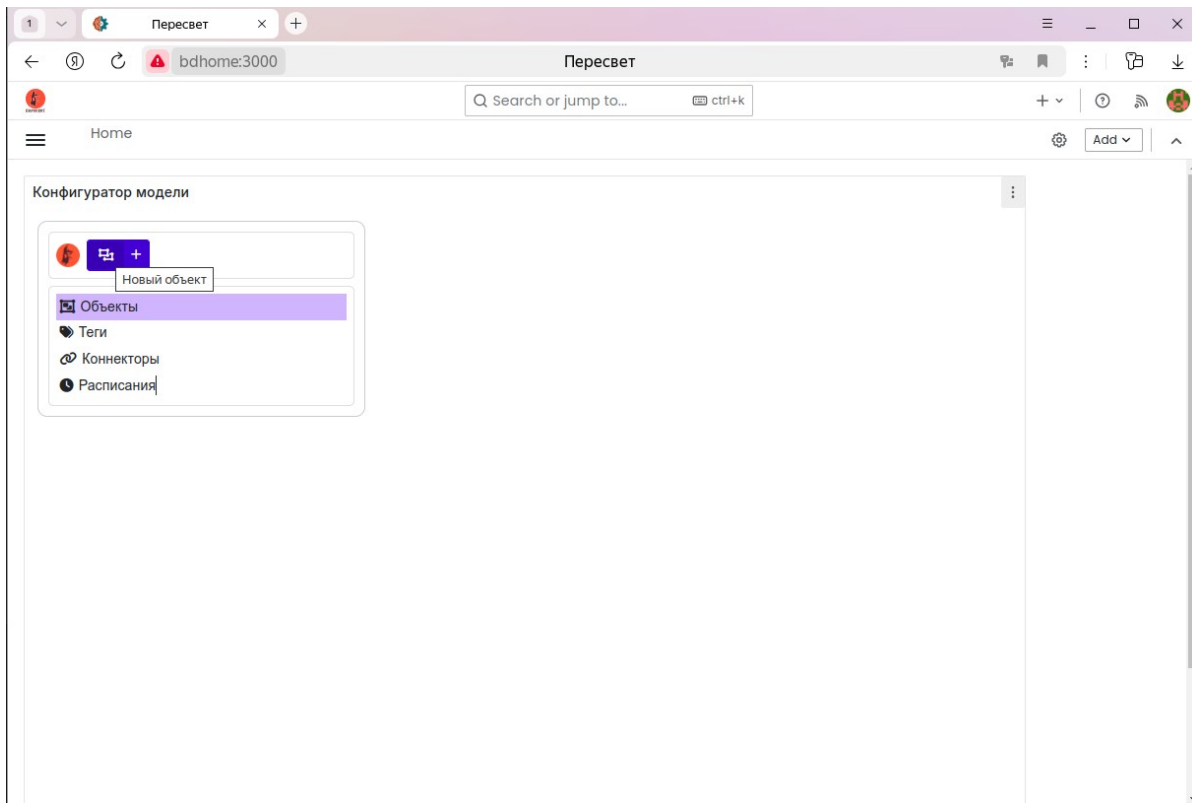 1 Пересвет
bdhome:3000 Пересвет
Search or jump to... ctrl+k
Home Add
Конфигуратор модели
Новый объект
Объекты
Теги
Коннекторы
Расписания